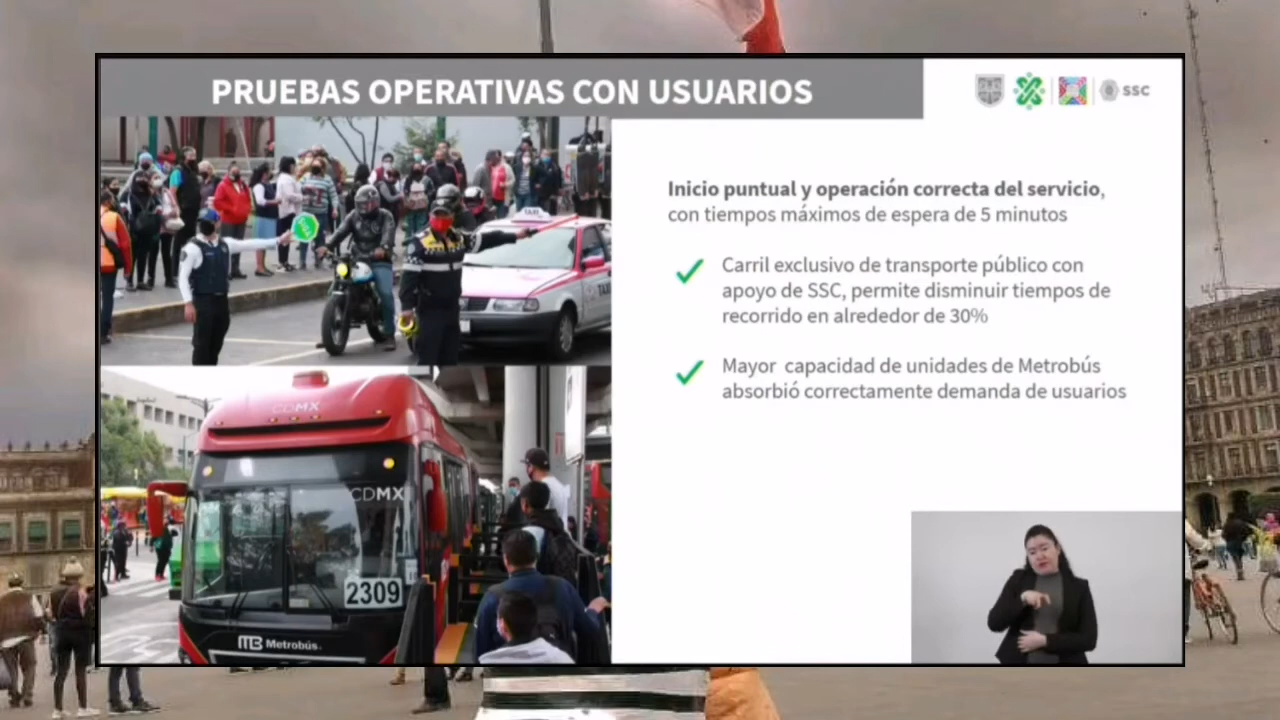 PRUEBAS OPERATIVAS CON USUARIOS
SSC
Inicio puntual y operación correcta del servicio,
con tiempos máximos de espera de 5 minutos
Carril exclusivo de transporte público con
apoyo de SSC, permite disminuir tiempos de
recorrido en alrededor de 30%
Mayor capacidad de unidades de Metrobús
absorbió correctamente demanda de usuarios
TAXI
CDMX
CDMX
2309
MB Metrobús